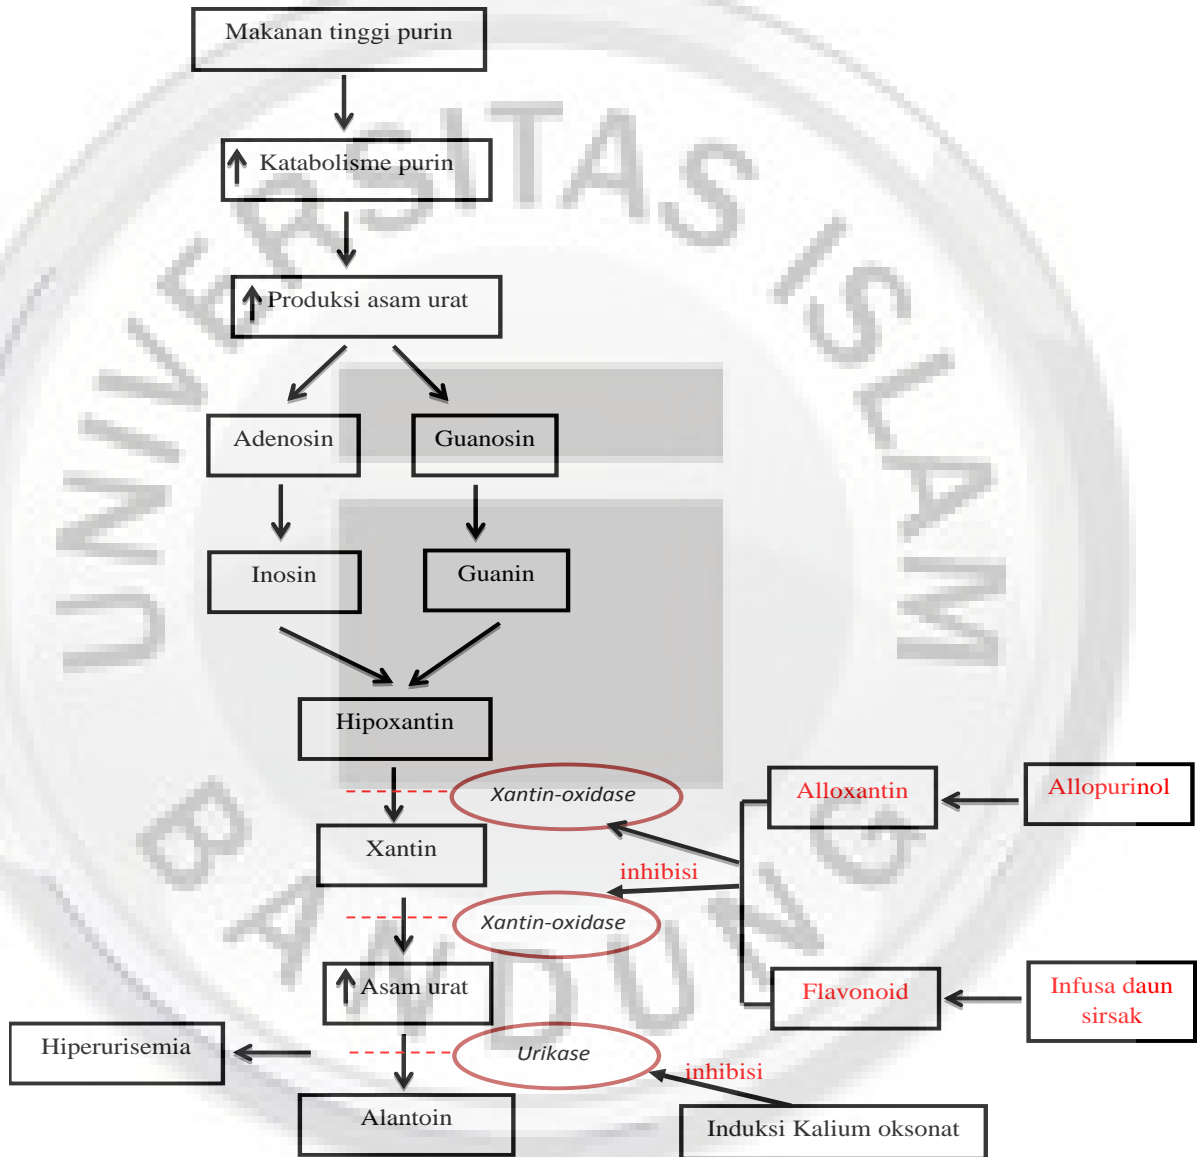 Makanan tinggi purin
↑ Katabolisme purin
↑ Produksi asam urat
Adenosin
Guanosin
Inosin
Guanin
Hipoxantin
Xantin-oxidase
Alloxantin
Allopurinol
Xantin
inhibisi
Xantin-oxidase
↑ Asam urat
Flavonoid
Infusa daun
sirsak
Hiperurisemia
Urikase
inhibisi
Alantoin
Induksi Kalium oksonat
UNIVERSITAS ISLAM
BANDUNG